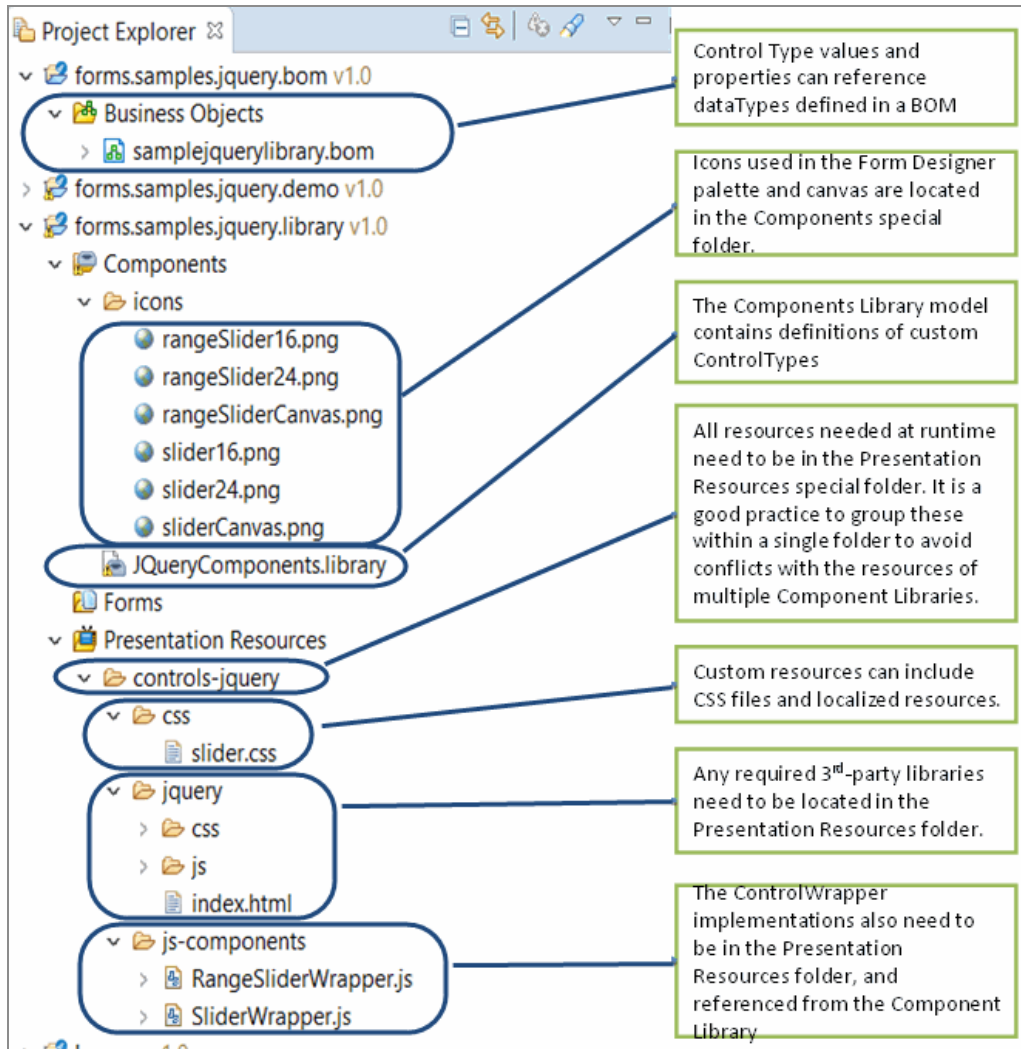 Project Explorer
forms.samples.jquery.bom v1.0
Business Objects
samplejquerylibrary.bom
forms.samples.jquery.demo v1.0
forms.samples.jquery.library v1.0
Components
icons
rangeSlider16.png
rangeSlider24.png
rangeSliderCanvas.png
slider16.png
slider24.png
sliderCanvas.png
JQueryComponents.library
Forms
Presentation Resources
controls-jquery
css
slider.css
jquery
css
js
index.html
js-components
RangeSliderWrapper.js
SliderWrapper.js
Control Type values and
properties can reference
dataTypes defined in a BOM
Icons used in the Form Designer
palette and canvas are located
in the Components special
folder.
The Components Library model
contains definitions of custom
ControlTypes
All resources needed at runtime
need to be in the Presentation
Resources special folder. It is a
good practice to group these
within a single folder to avoid
conflicts with the resources of
multiple Component Libraries.
Custom resources can include
CSS files and localized resources.
Any required 3rd-party libraries
need to be located in the
Presentation Resources folder.
The ControlWrapper
implementations also need to
be in the Presentation
Resources folder, and
referenced from the Component
Library